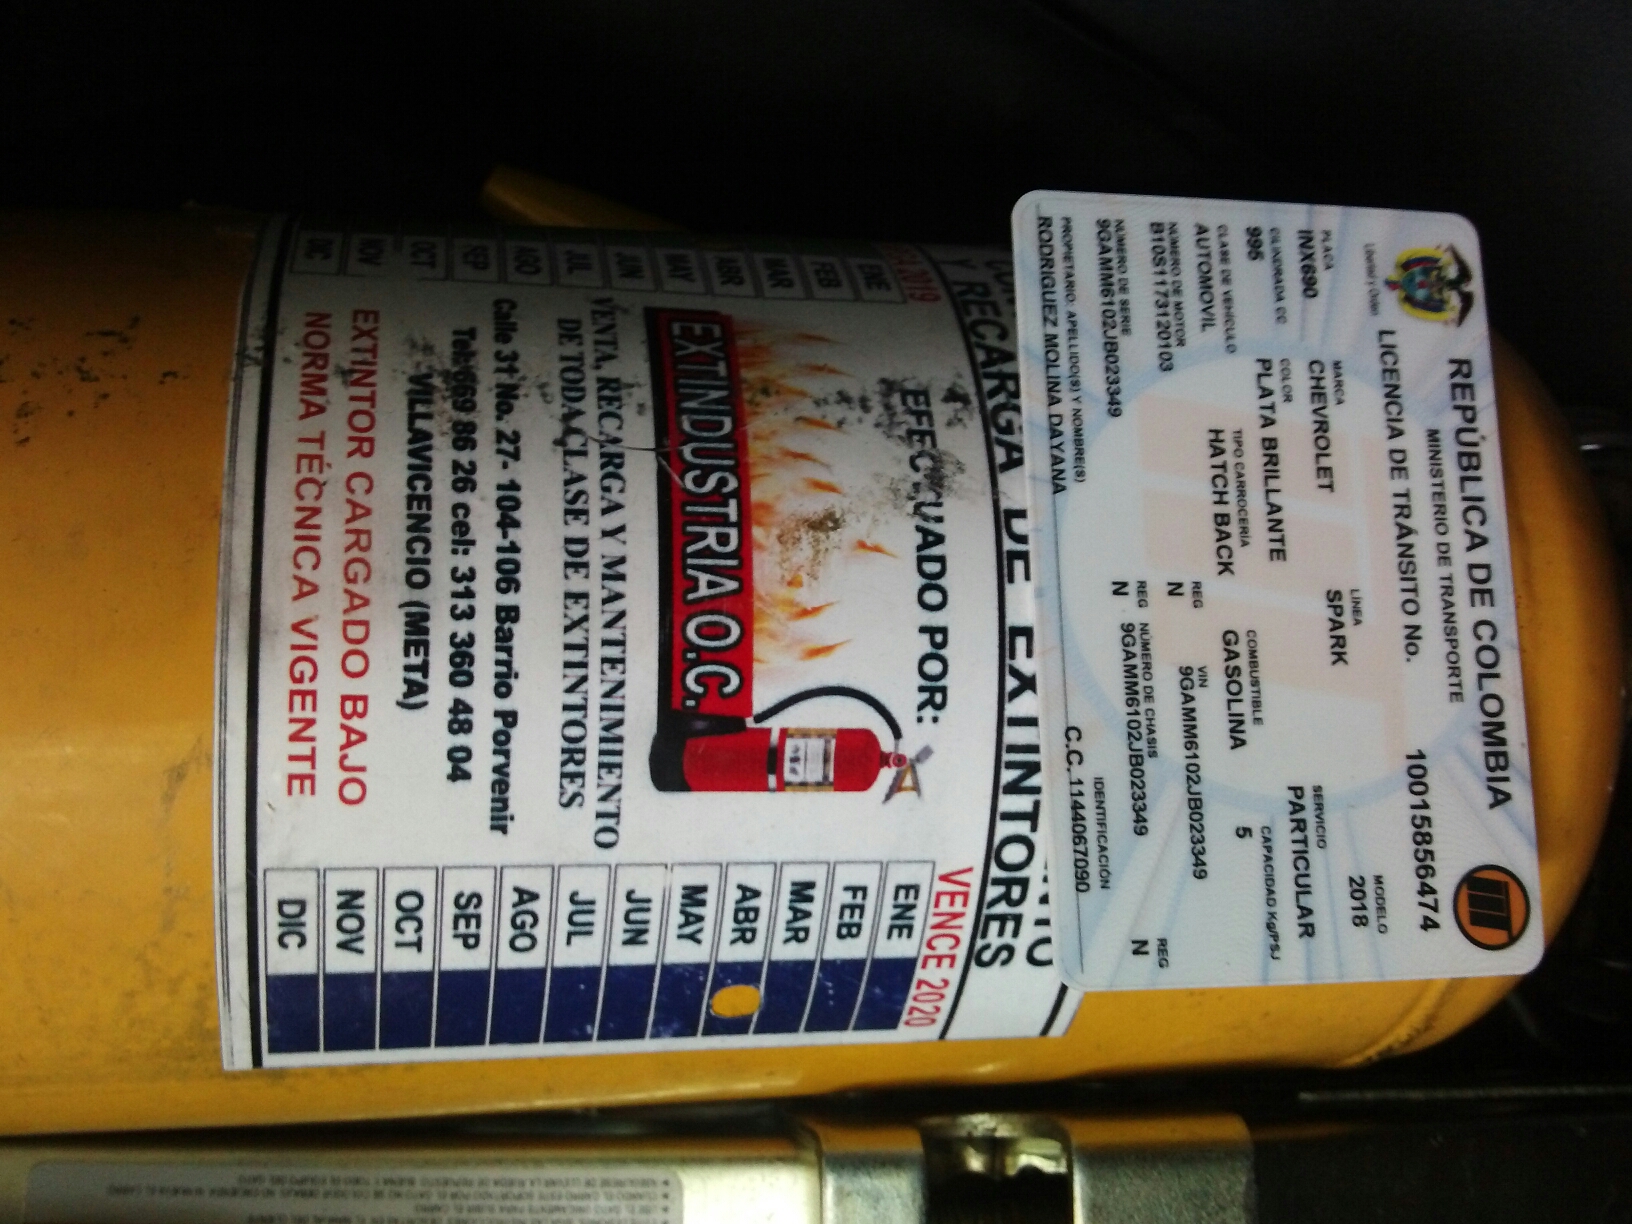 REPÚBLICA DE COLOMBIA
MINISTERIO DE TRANSPORTE
Libertad y Orden
LICENCIA DE TRÁNSITO No. 10015856474
PLACA MARCA LÍNEA MODELO
INX690 CHEVROLET SPARK 2018
CILINDRADA CC COLOR SERVICIO
995 PLATA BRILLANTE PARTICULAR
CLASE DE VEHÍCULO TIPO CARROCERÍA COMBUSTIBLE CAPACIDAD Kg/PSJ
AUTOMOVIL HATCH BACK GASOLINA 5
NÚMERO DE MOTOR REG VIN
B10S1173120103 N 9GAMM6102JB023349
NÚMERO DE SERIE REG NÚMERO DE CHASIS REG
9GAMM6102JB023349 N 9GAMM6102JB023349 N
PROPIETARIO: APELLIDO(S) Y NOMBRE(S) IDENTIFICACIÓN
RODRIGUEZ MOLINA DAYANA C.C. 1144067090
Y RECARGA DE EXTINTORES
2019
ENE
FEB
MAR
ABR
MAY
JUN
JUL
AGO
SEP
OCT
NOV
DIC
EFECTUADO POR:
EXTINDUSTRIA O.C.
VENTA, RECARGA Y MANTENIMIENTO
DE TODA CLASE DE EXTINTORES
Calle 31 No. 27- 104-106 Barrio Porvenir
Tel: 669 86 26 cel: 313 360 48 04
VILLAVICENCIO (META)
EXTINTOR CARGADO BAJO
NORMA TÉCNICA VIGENTE
VENCE 2020
ENE
FEB
MAR
ABR
MAY
JUN
JUL
AGO
SEP
OCT
NOV
DIC